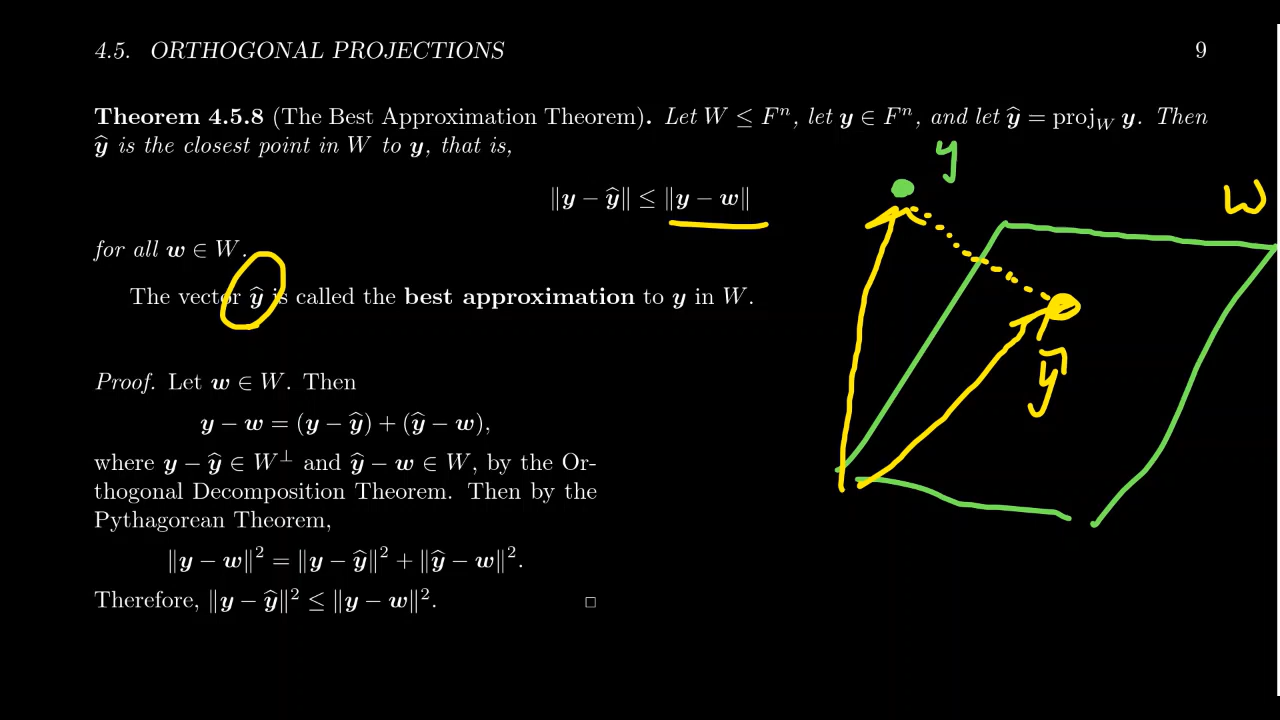 4.5. ORTHOGONAL PROJECTIONS 9
Theorem 4.5.8 (The Best Approximation Theorem). Let W ≤ Fⁿ, let y ∈ Fⁿ, and let ŷ = proj_W y. Then
ŷ is the closest point in W to y, that is,
‖y − ŷ‖ ≤ ‖y − w‖
for all w ∈ W.
The vector ŷ is called the best approximation to y in W.
Proof. Let w ∈ W. Then
y − w = (y − ŷ) + (ŷ − w),
where y − ŷ ∈ W^⊥ and ŷ − w ∈ W, by the Or-
thogonal Decomposition Theorem. Then by the
Pythagorean Theorem,
‖y − w‖² = ‖y − ŷ‖² + ‖ŷ − w‖².
Therefore, ‖y − ŷ‖² ≤ ‖y − w‖². □
y
W
ŷ